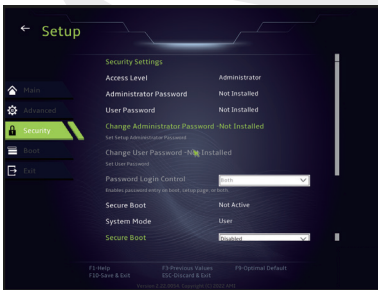 Setup
Security Settings
Access Level Administrator
Main
Administrator Password Not Installed
Advanced
User Password Not Installed
Security
Change Administrator Password -Not Installed
Set Setup Administrator Password
Boot
Change User Password -Not Installed
Set User Password
Exit
Password Login Control Both
Enables password entry on boot, setup page, or both.
Secure Boot Not Active
System Mode User
Secure Boot Disabled
F1-Help F3-Previous Values F9-Optimal Default
F10-Save & Exit ESC-Discard & Exit